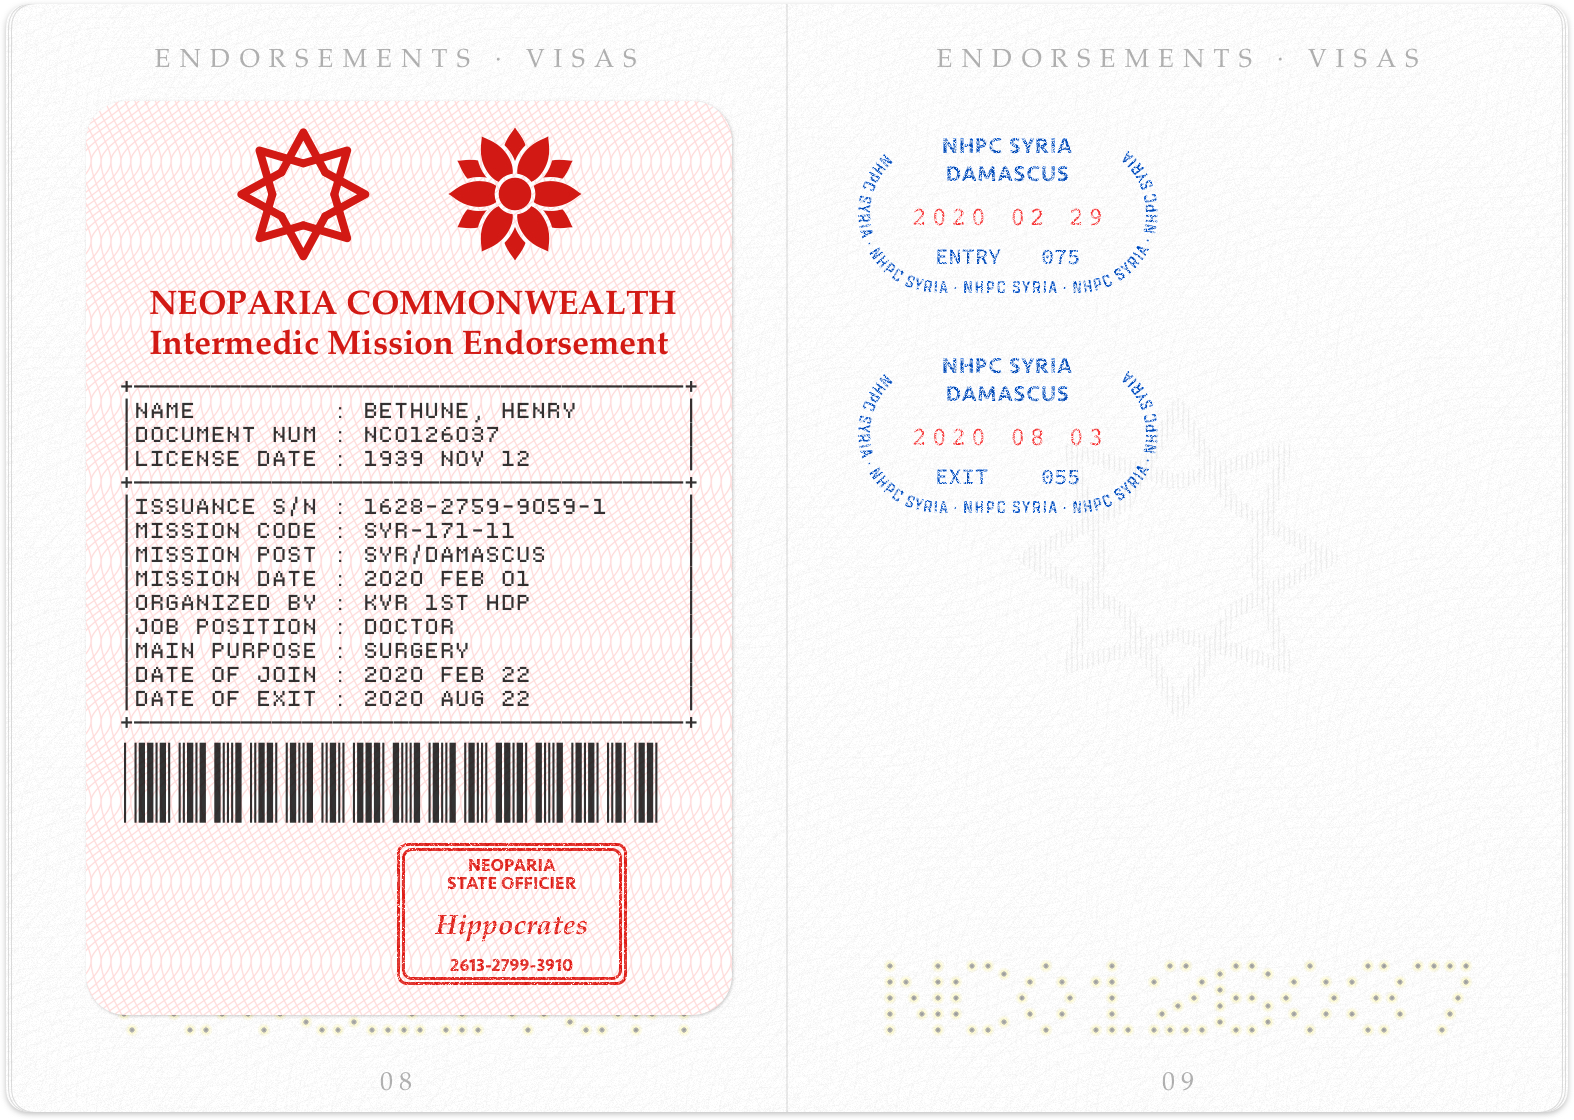 ENDORSEMENTS · VISAS
NEOPARIA COMMONWEALTH
Intermedic Mission Endorsement
NAME : BETHUNE, HENRY
DOCUMENT NUM : NC0126037
LICENSE DATE : 1939 NOV 12
ISSUANCE S/N : 1628-2759-9059-1
MISSION CODE : SYR-171-11
MISSION POST : SYR/DAMASCUS
MISSION DATE : 2020 FEB 01
ORGANIZED BY : KVR 1ST HDP
JOB POSITION : DOCTOR
MAIN PURPOSE : SURGERY
DATE OF JOIN : 2020 FEB 22
DATE OF EXIT : 2020 AUG 22
NEOPARIA
STATE OFFICIER
Hippocrates
2613-2799-3910
08
ENDORSEMENTS · VISAS
NHPC SYRIA
DAMASCUS
2020 02 29
ENTRY 075
NHPC SYRIA · NHPC SYRIA · NHPC SYRIA · NHPC SYRIA · NHPC SYRIA
NHPC SYRIA
DAMASCUS
2020 08 03
EXIT 055
NHPC SYRIA · NHPC SYRIA · NHPC SYRIA · NHPC SYRIA · NHPC SYRIA
NC0126037
09